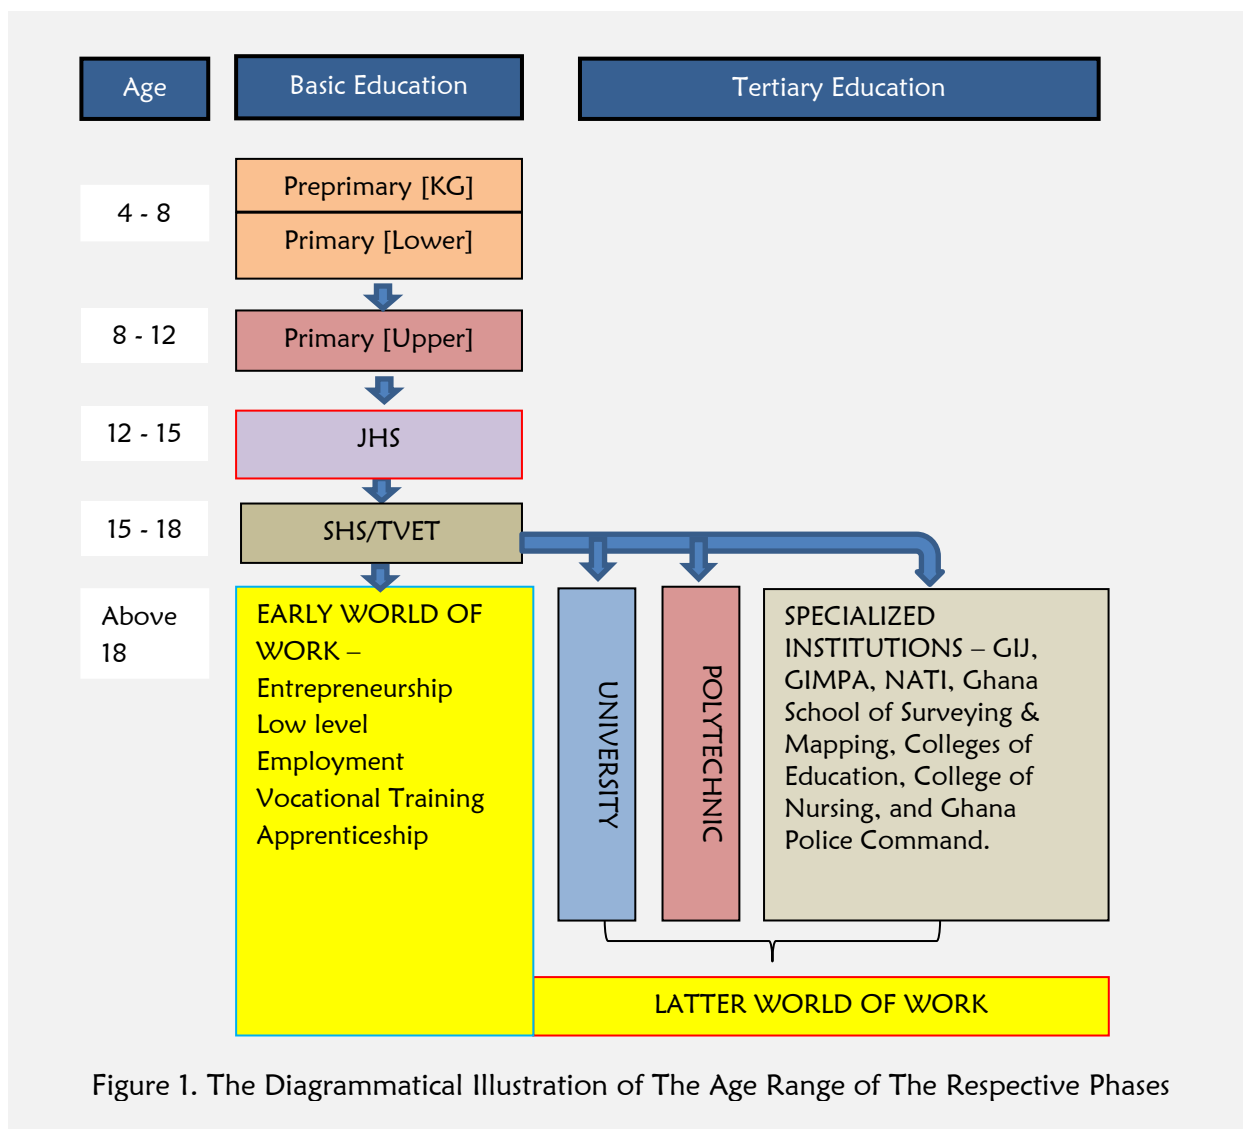 Age
Basic Education
Tertiary Education
4 - 8
Preprimary [KG]
Primary [Lower]
8 - 12
Primary [Upper]
12 - 15
JHS
15 - 18
SHS/TVET
Above
18
EARLY WORLD OF
WORK –
Entrepreneurship
Low level
Employment
Vocational Training
Apprenticeship
UNIVERSITY
POLYTECHNIC
SPECIALIZED
INSTITUTIONS – GIJ,
GIMPA, NATI, Ghana
School of Surveying &
Mapping, Colleges of
Education, College of
Nursing, and Ghana
Police Command.
LATTER WORLD OF WORK
Figure 1. The Diagrammatical Illustration of The Age Range of The Respective Phases